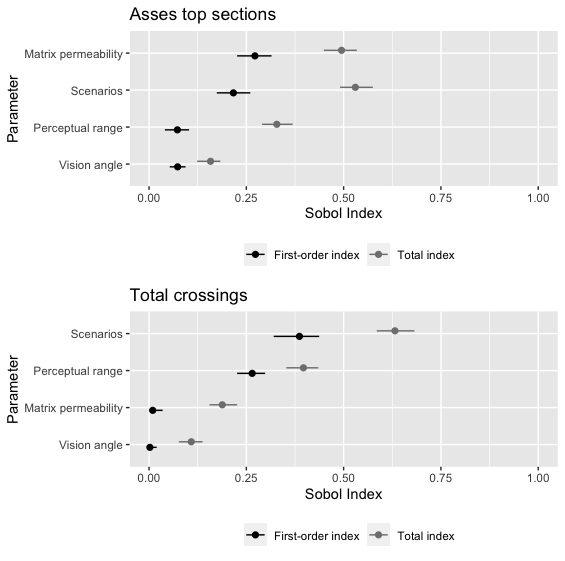 Asses top sections
Parameter
Matrix permeability
Scenarios
Perceptual range
Vision angle
0.00 0.25 0.50 0.75 1.00
Sobol Index
First-order index Total index
Total crossings
Parameter
Scenarios
Perceptual range
Matrix permeability
Vision angle
0.00 0.25 0.50 0.75 1.00
Sobol Index
First-order index Total index